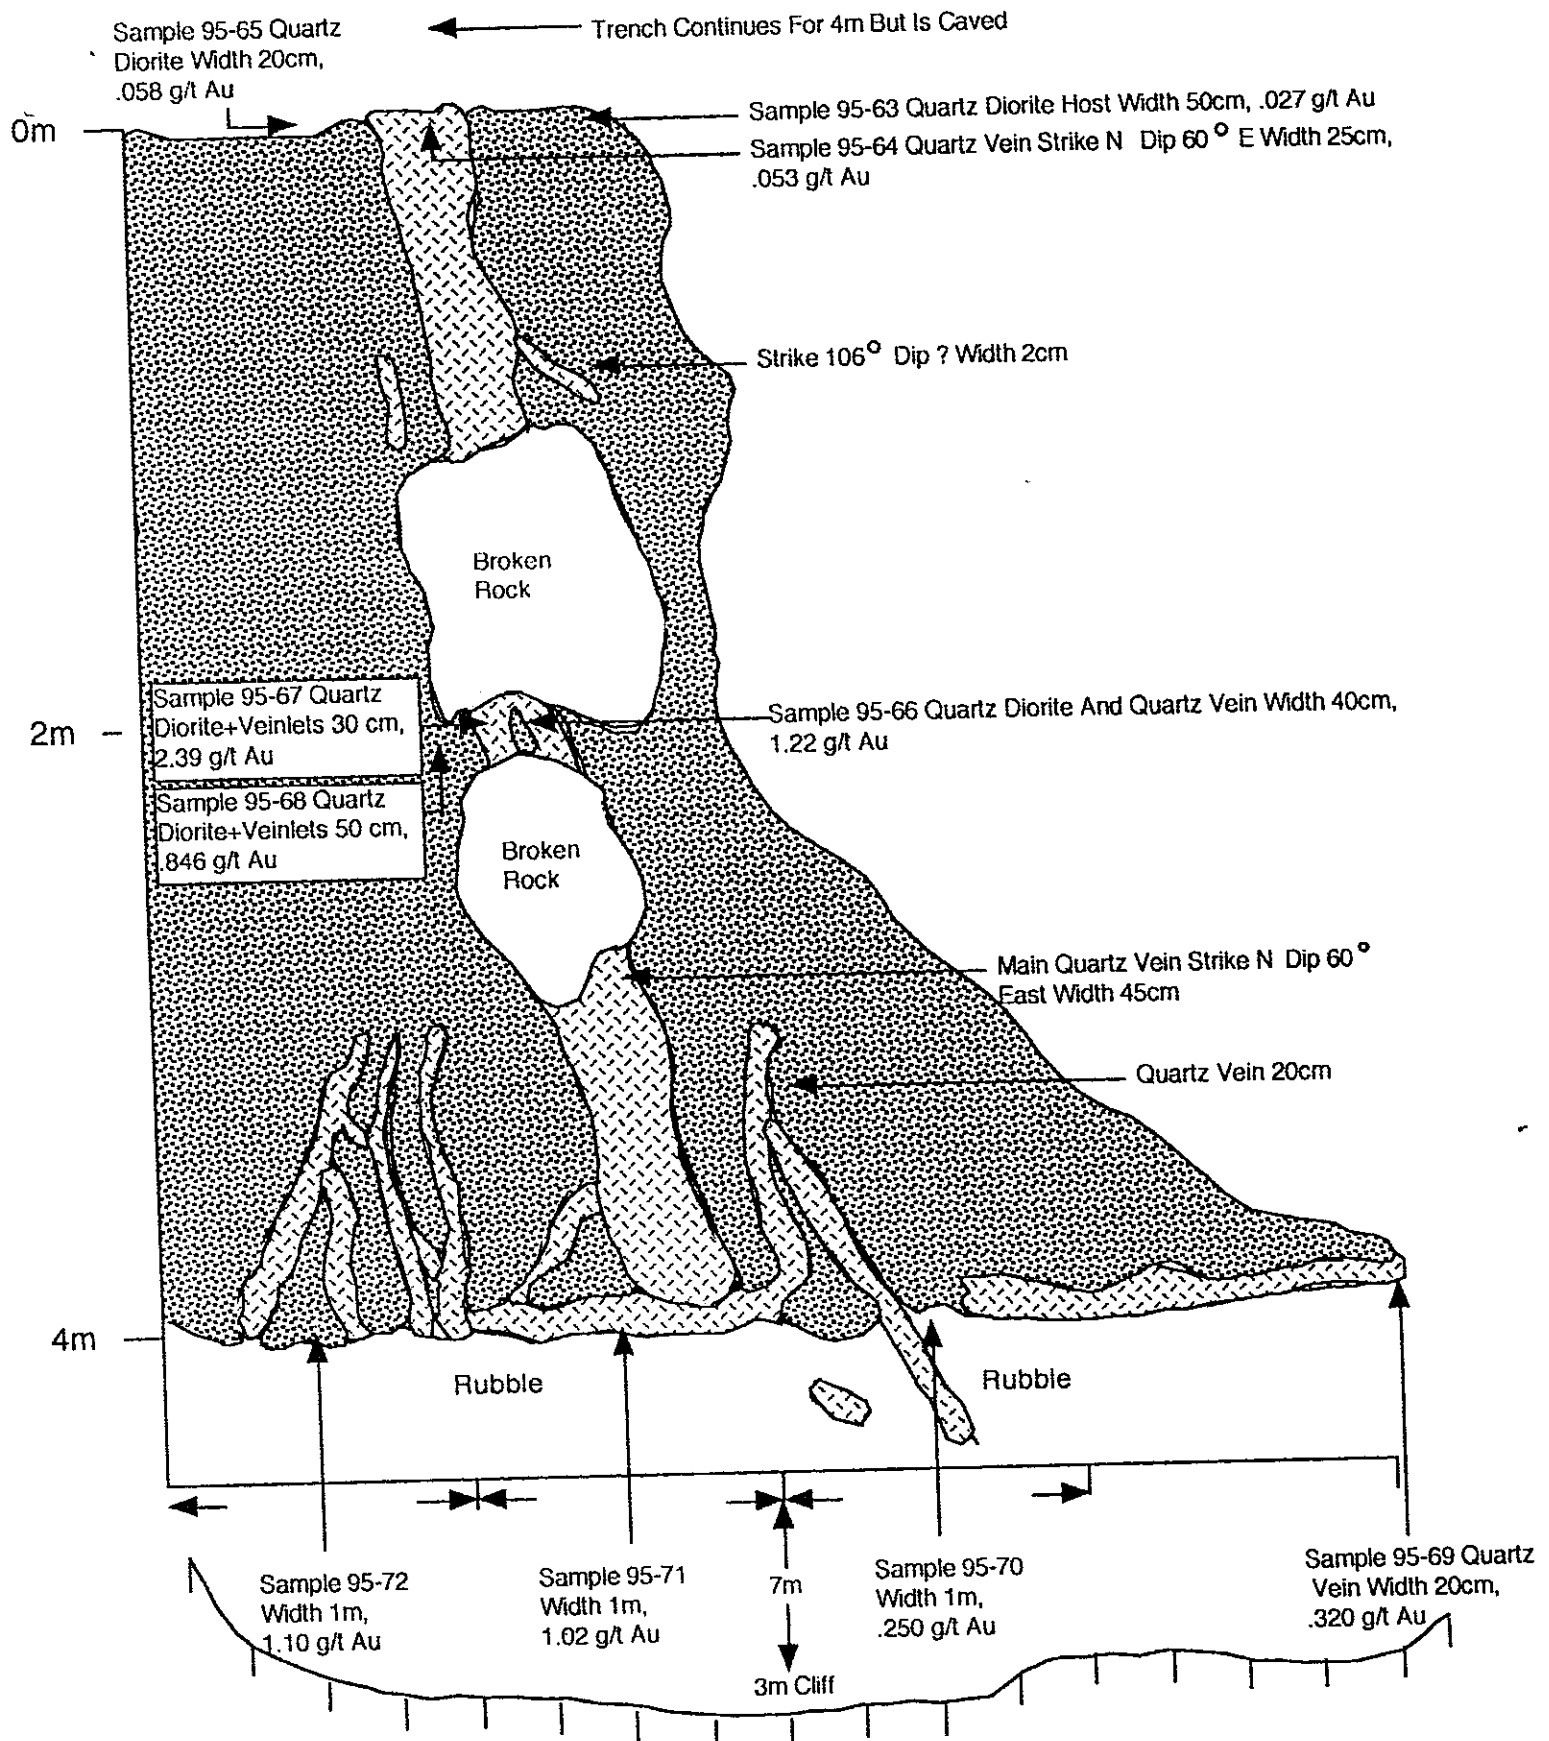 Sample 95-65 Quartz
Diorite Width 20cm,
.058 g/t Au
Trench Continues For 4m But Is Caved
0m
Sample 95-63 Quartz Diorite Host Width 50cm, .027 g/t Au
Sample 95-64 Quartz Vein Strike N Dip 60° E Width 25cm,
.053 g/t Au
Strike 106° Dip ? Width 2cm
Broken
Rock
2m
Sample 95-67 Quartz
Diorite+Veinlets 30 cm,
2.39 g/t Au
Sample 95-66 Quartz Diorite And Quartz Vein Width 40cm,
1.22 g/t Au
Sample 95-68 Quartz
Diorite+Veinlets 50 cm,
.846 g/t Au
Broken
Rock
Main Quartz Vein Strike N Dip 60°
East Width 45cm
Quartz Vein 20cm
4m
Rubble
Rubble
Sample 95-72
Width 1m,
1.10 g/t Au
Sample 95-71
Width 1m,
1.02 g/t Au
7m
3m Cliff
Sample 95-70
Width 1m,
.250 g/t Au
Sample 95-69 Quartz
Vein Width 20cm,
.320 g/t Au